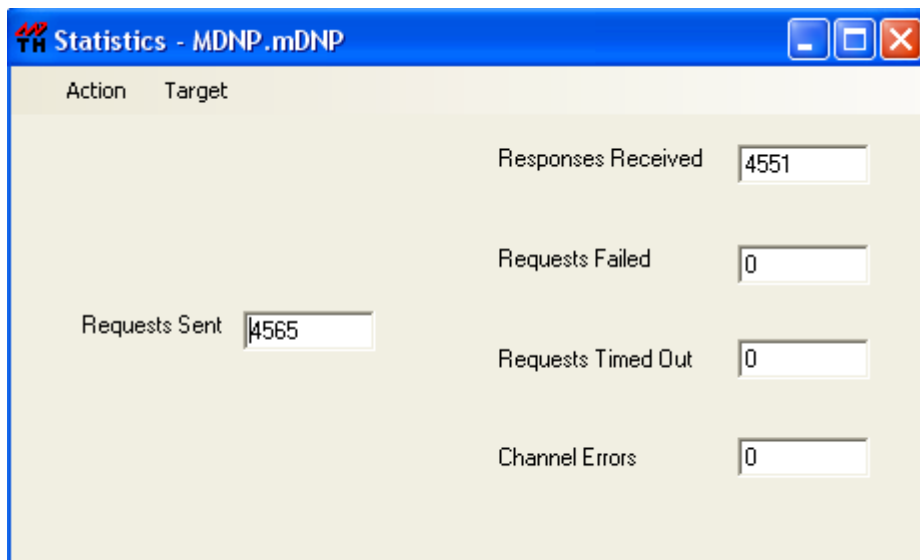 TH Statistics - MDNP.mDNP
Action Target
Responses Received 4551
Requests Failed 0
Requests Sent 4565
Requests Timed Out 0
Channel Errors 0